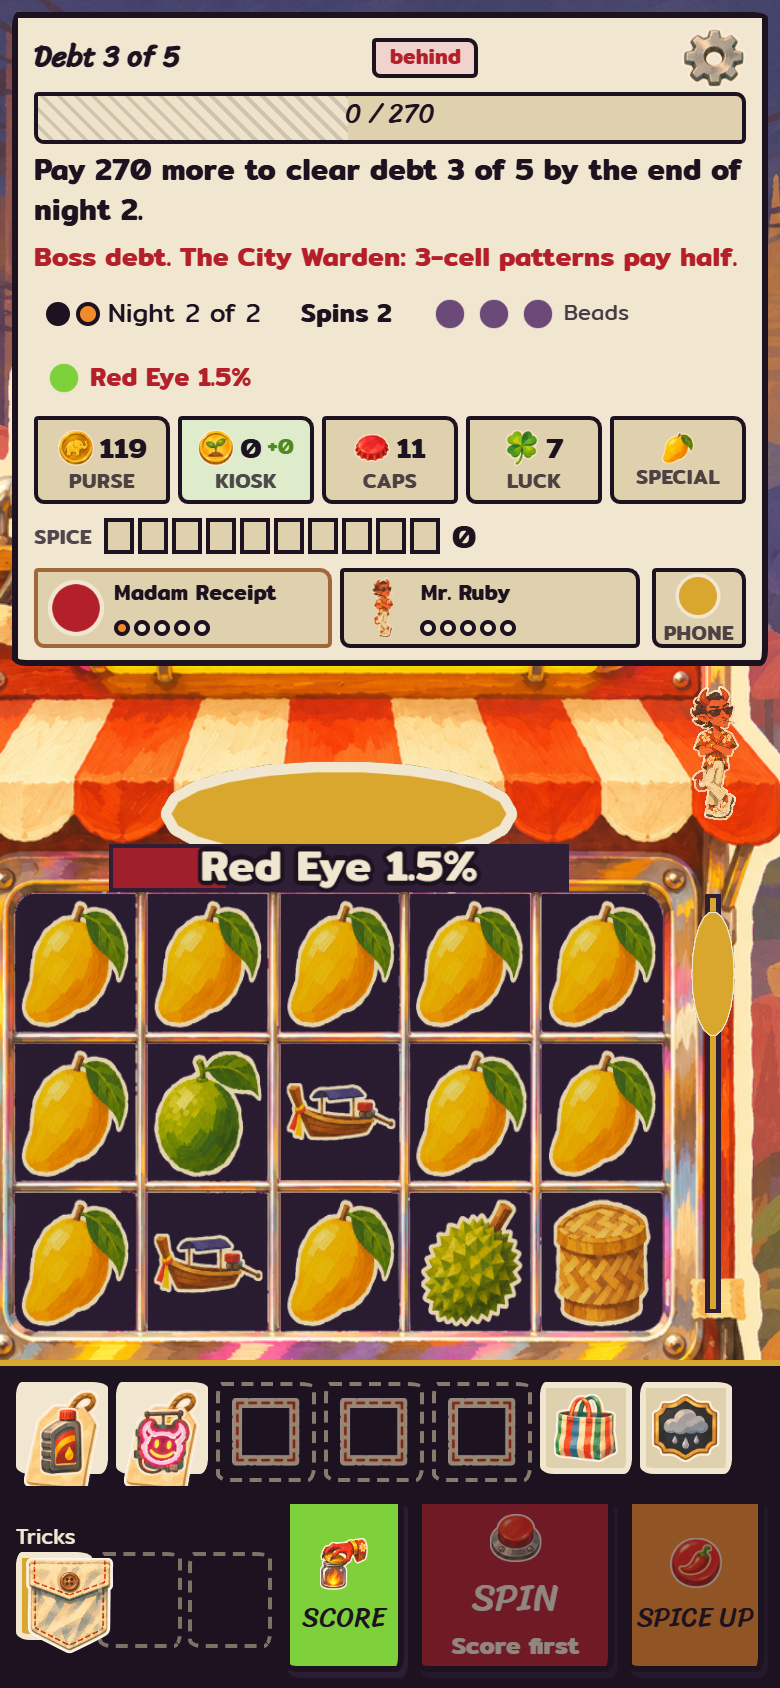 Debt 3 of 5
behind
0 / 270
Pay 270 more to clear debt 3 of 5 by the end of
night 2.
Boss debt. The City Warden: 3-cell patterns pay half.
Night 2 of 2 Spins 2 Beads
Red Eye 1.5%
119 0 +0 11 7
PURSE KIOSK CAPS LUCK SPECIAL
SPICE 0
Madam Receipt Mr. Ruby
PHONE
Red Eye 1.5%
Tricks
SCORE SPIN SPICE UP
Score first